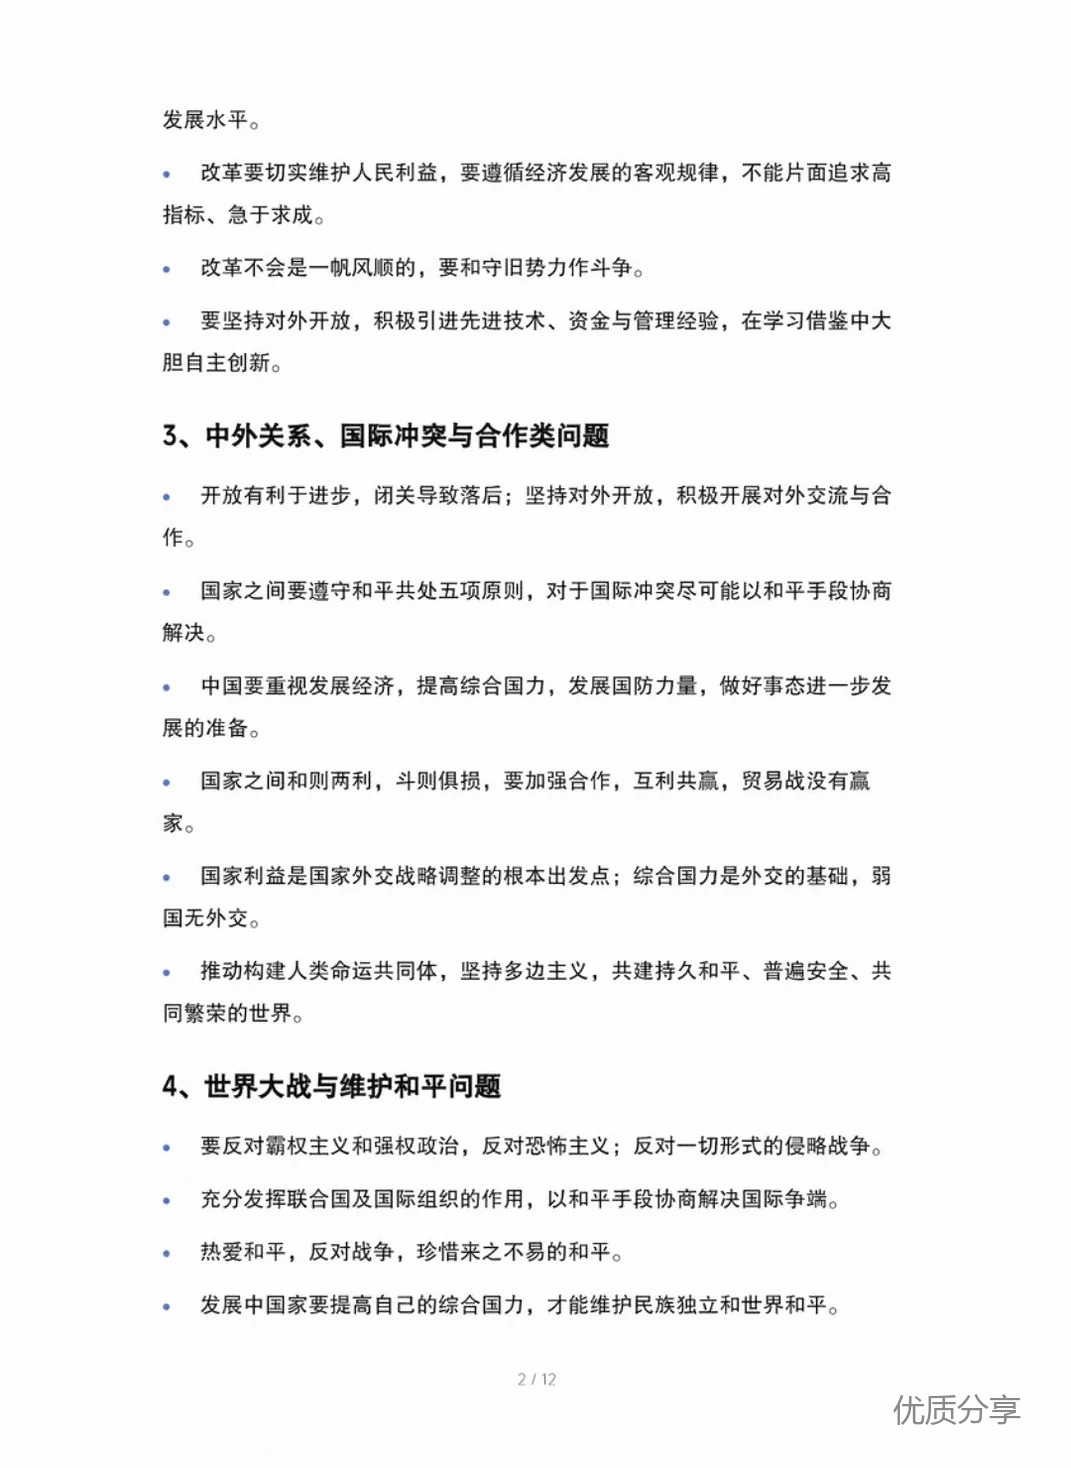 发展水平。
• 改革要切实维护人民利益，要遵循经济发展的客观规律，不能片面追求高
指标、急于求成。
• 改革不会是一帆风顺的，要和守旧势力作斗争。
• 要坚持对外开放，积极引进先进技术、资金与管理经验，在学习借鉴中大
胆自主创新。
3、中外关系、国际冲突与合作类问题
• 开放有利于进步，闭关导致落后；坚持对外开放，积极开展对外交流与合
作。
• 国家之间要遵守和平共处五项原则，对于国际冲突尽可能以和平手段协商
解决。
• 中国要重视发展经济，提高综合国力，发展国防力量，做好事态进一步发
展的准备。
• 国家之间和则两利，斗则俱损，要加强合作，互利共赢，贸易战没有赢
家。
• 国家利益是国家外交战略调整的根本出发点；综合国力是外交的基础，弱
国无外交。
• 推动构建人类命运共同体，坚持多边主义，共建持久和平、普遍安全、共
同繁荣的世界。
4、世界大战与维护和平问题
• 要反对霸权主义和强权政治，反对恐怖主义；反对一切形式的侵略战争。
• 充分发挥联合国及国际组织的作用，以和平手段协商解决国际争端。
• 热爱和平，反对战争，珍惜来之不易的和平。
• 发展中国家要提高自己的综合国力，才能维护民族独立和世界和平。
2 / 12
优质分享